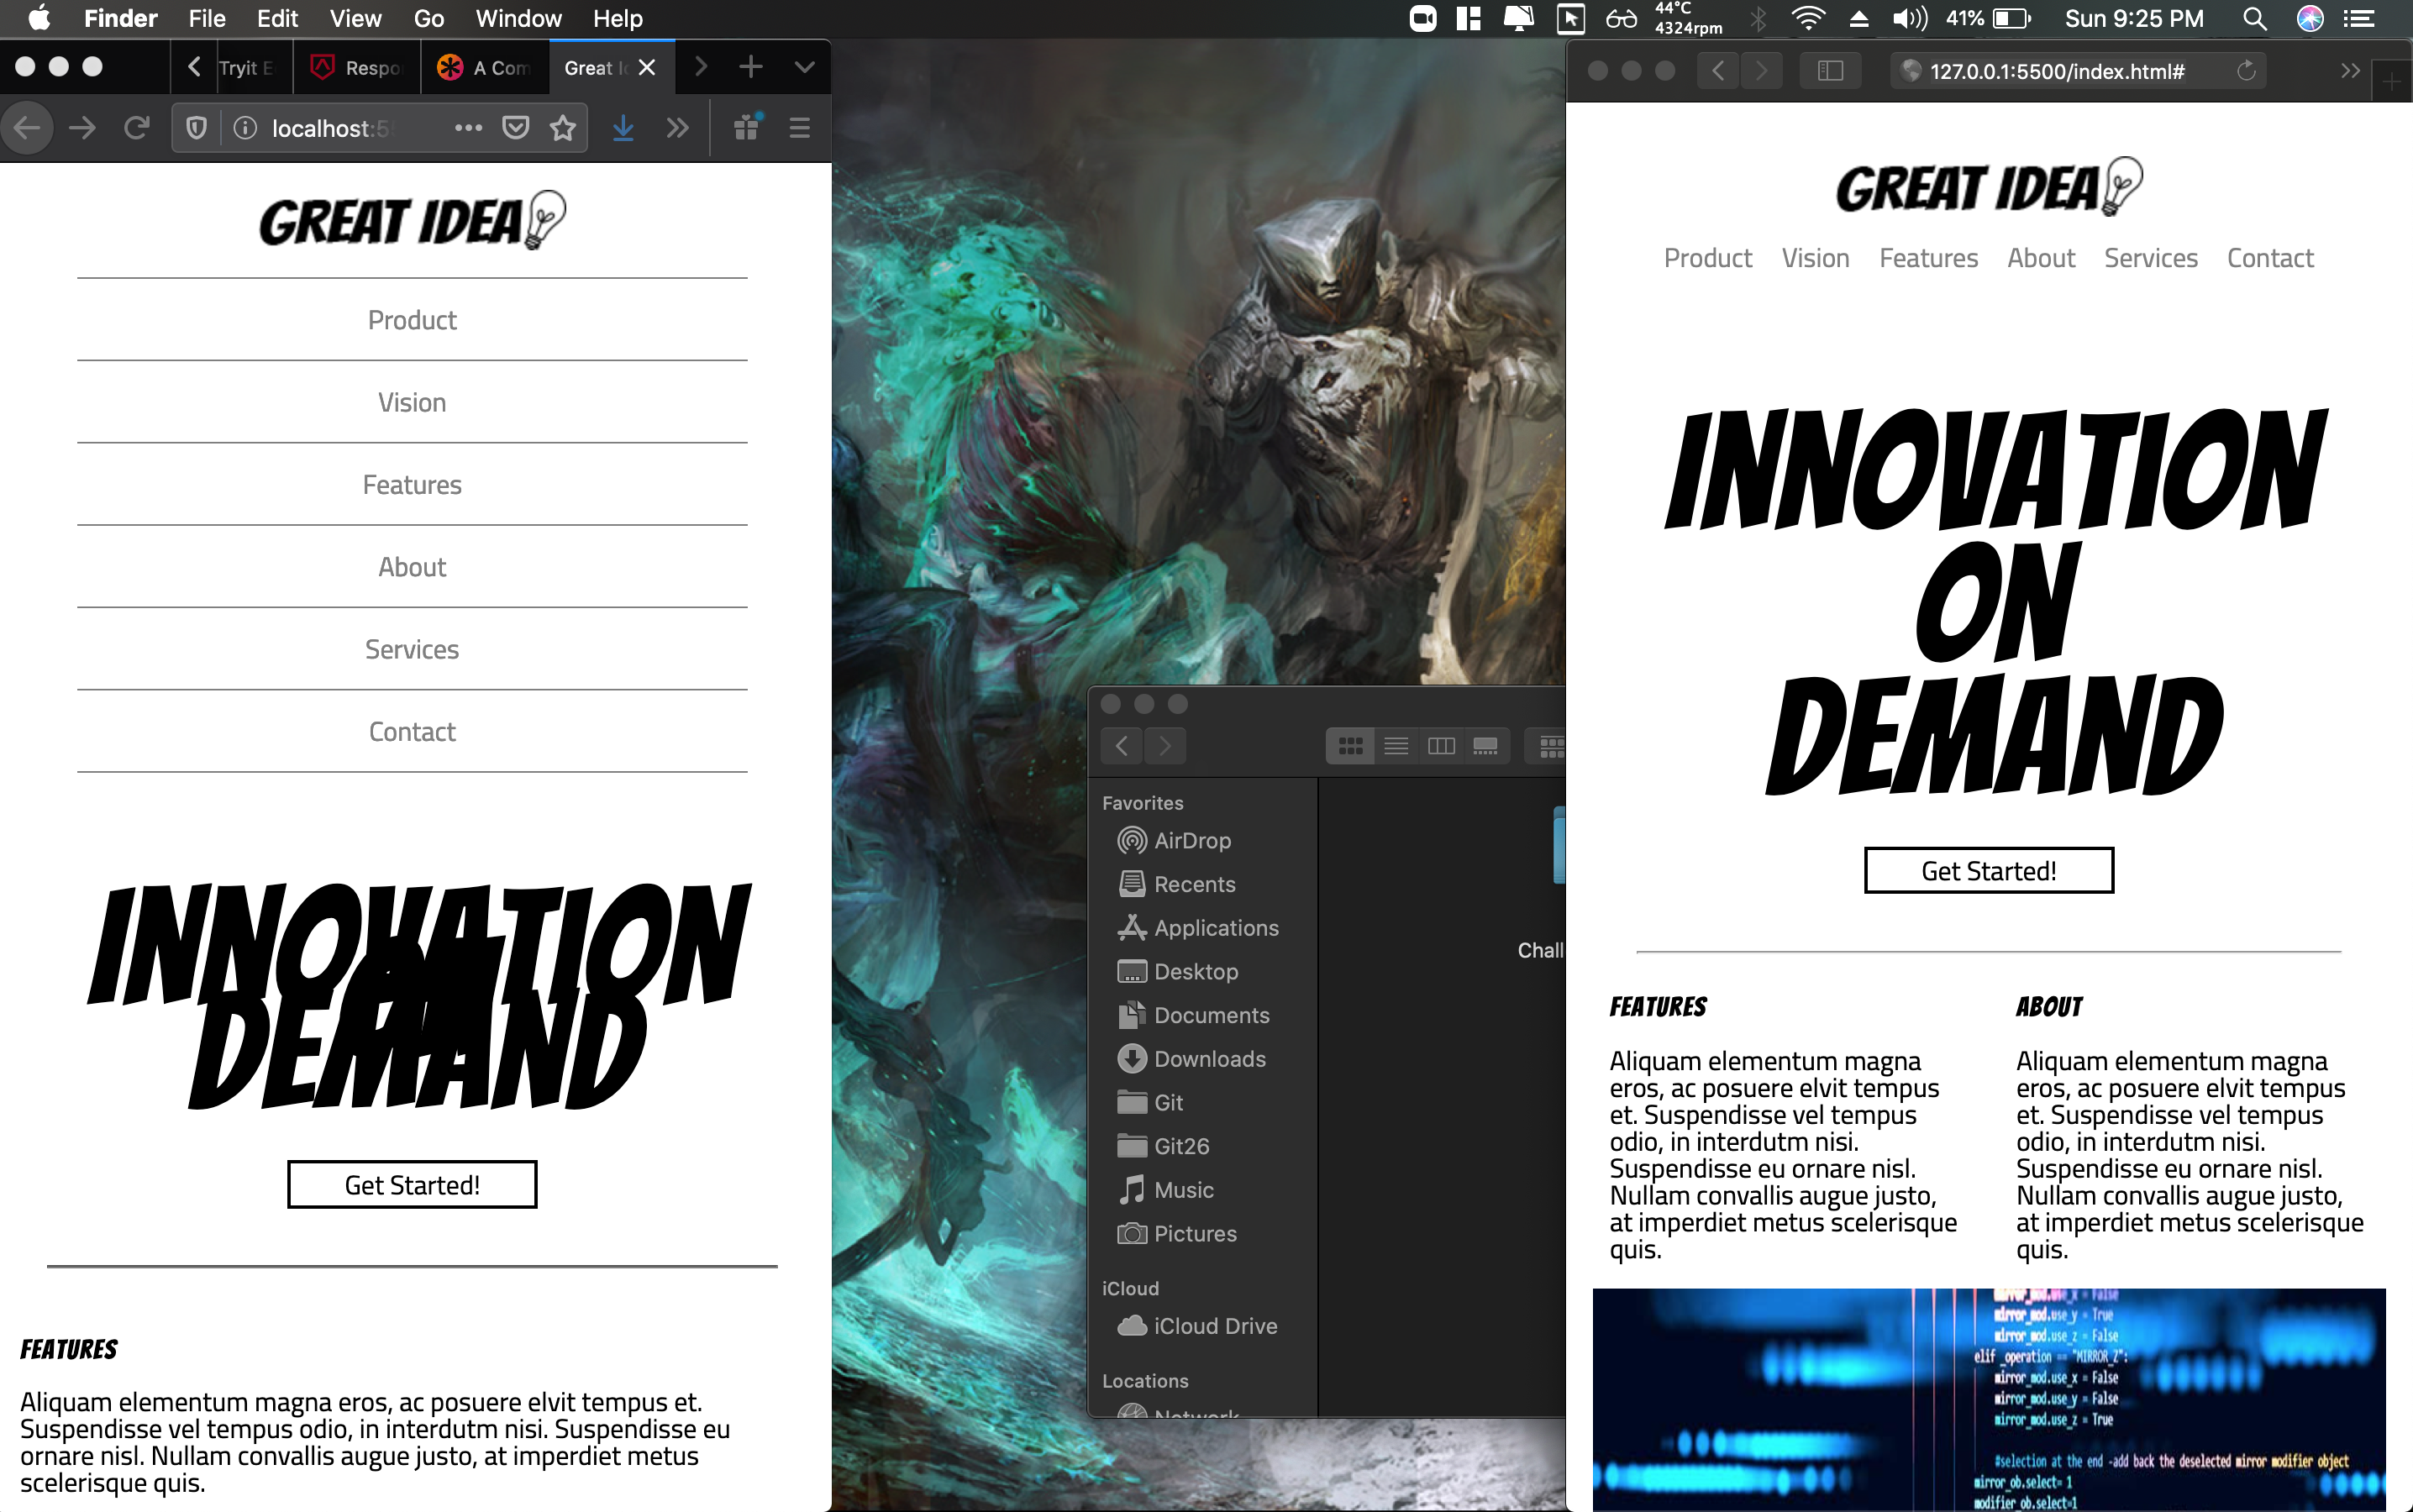 Finder File Edit View Go Window Help
44°C
4324rpm
41%
Sun 9:25 PM
Tryit E
Respo
A Com
Great Id
localhost:5
GREAT IDEA
Product
Vision
Features
About
Services
Contact
INNOVATION
ON
DEMAND
Get Started!
FEATURES
Aliquam elementum magna eros, ac posuere elvit tempus et.
Suspendisse vel tempus odio, in interdutm nisi. Suspendisse eu
ornare nisl. Nullam convallis augue justo, at imperdiet metus
scelerisque quis.
Favorites
AirDrop
Recents
Applications
Desktop
Documents
Downloads
Git
Git26
Music
Pictures
iCloud
iCloud Drive
Locations
Network
Chall
127.0.0.1:5500/index.html#
GREAT IDEA
Product Vision Features About Services Contact
INNOVATION
ON
DEMAND
Get Started!
FEATURES
Aliquam elementum magna
eros, ac posuere elvit tempus
et. Suspendisse vel tempus
odio, in interdutm nisi.
Suspendisse eu ornare nisl.
Nullam convallis augue justo,
at imperdiet metus scelerisque
quis.
ABOUT
Aliquam elementum magna
eros, ac posuere elvit tempus
et. Suspendisse vel tempus
odio, in interdutm nisi.
Suspendisse eu ornare nisl.
Nullam convallis augue justo,
at imperdiet metus scelerisque
quis.
mirror_mod.use_x = False
mirror_mod.use_y = True
mirror_mod.use_z = False
elif _operation == "MIRROR_Z":
mirror_mod.use_x = False
mirror_mod.use_y = False
mirror_mod.use_z = True
#selection at the end -add back the deselected mirror modifier object
mirror_ob.select= 1
modifier_ob.select=1